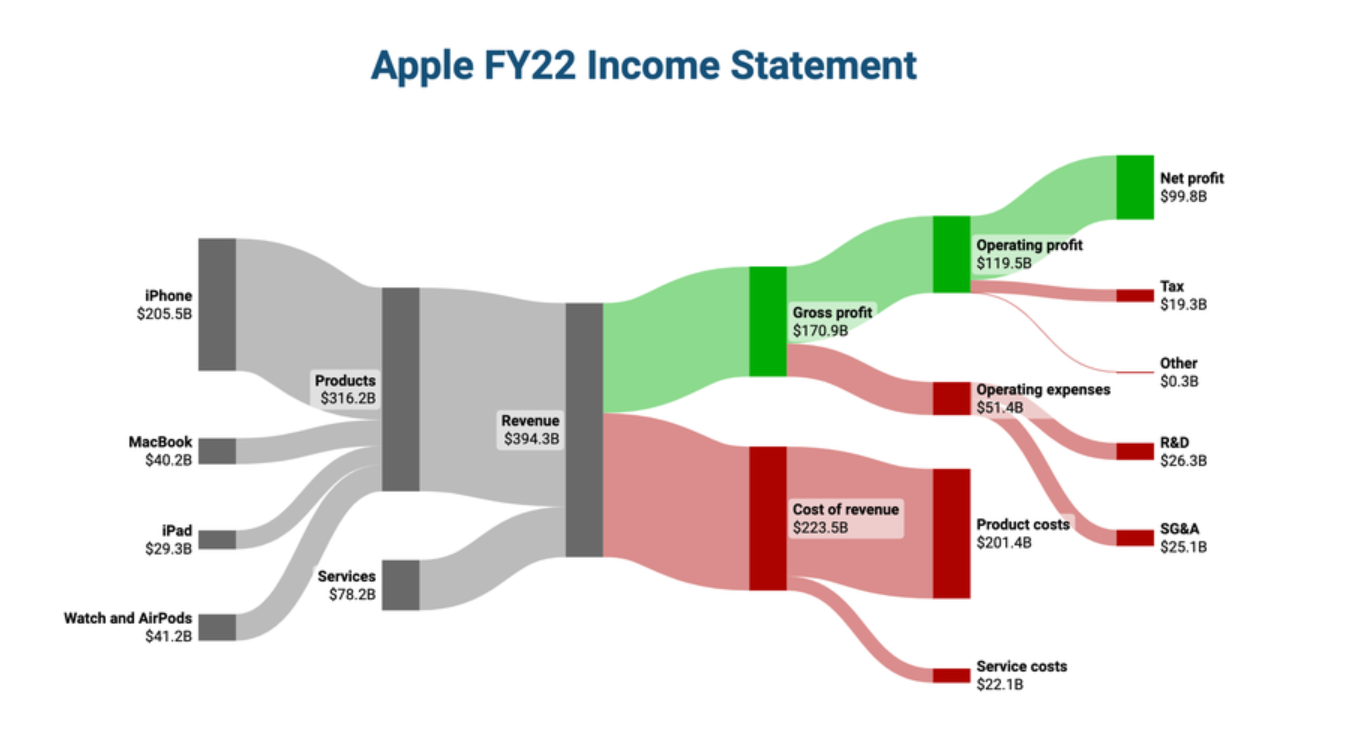 Apple FY22 Income Statement
iPhone
$205.5B
MacBook
$40.2B
iPad
$29.3B
Watch and AirPods
$41.2B
Products
$316.2B
Services
$78.2B
Revenue
$394.3B
Gross profit
$170.9B
Cost of revenue
$223.5B
Operating profit
$119.5B
Operating expenses
$51.4B
Product costs
$201.4B
Service costs
$22.1B
Net profit
$99.8B
Tax
$19.3B
Other
$0.3B
R&D
$26.3B
SG&A
$25.1B